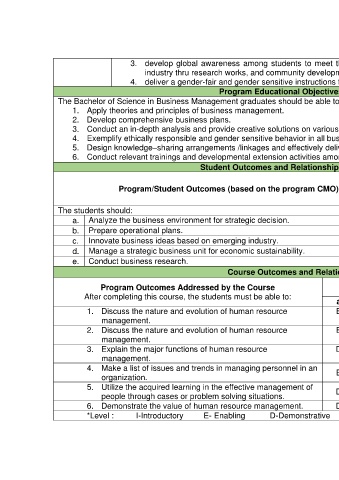 3. develop global awareness among students to meet t
industry thru research works, and community developm
4. deliver a gender-fair and gender sensitive instructions
Program Educational Objective
The Bachelor of Science in Business Management graduates should be able to
1. Apply theories and principles of business management.
2. Develop comprehensive business plans.
3. Conduct an in-depth analysis and provide creative solutions on various
4. Exemplify ethically responsible and gender sensitive behavior in all bus
5. Design knowledge–sharing arrangements /linkages and effectively deliv
6. Conduct relevant trainings and developmental extension activities amo
Student Outcomes and Relationship
Program/Student Outcomes (based on the program CMO)
The students should:
a. Analyze the business environment for strategic decision.
b. Prepare operational plans.
c. Innovate business ideas based on emerging industry.
d. Manage a strategic business unit for economic sustainability.
e. Conduct business research.
Course Outcomes and Relatio
Program Outcomes Addressed by the Course
After completing this course, the students must be able to:
a
1. Discuss the nature and evolution of human resource E
management.
2. Discuss the nature and evolution of human resource E
management.
3. Explain the major functions of human resource D
management.
4. Make a list of issues and trends in managing personnel in an E
organization.
5. Utilize the acquired learning in the effective management of D
people through cases or problem solving situations.
6. Demonstrate the value of human resource management. D
*Level : I-Introductory E- Enabling D-Demonstrative